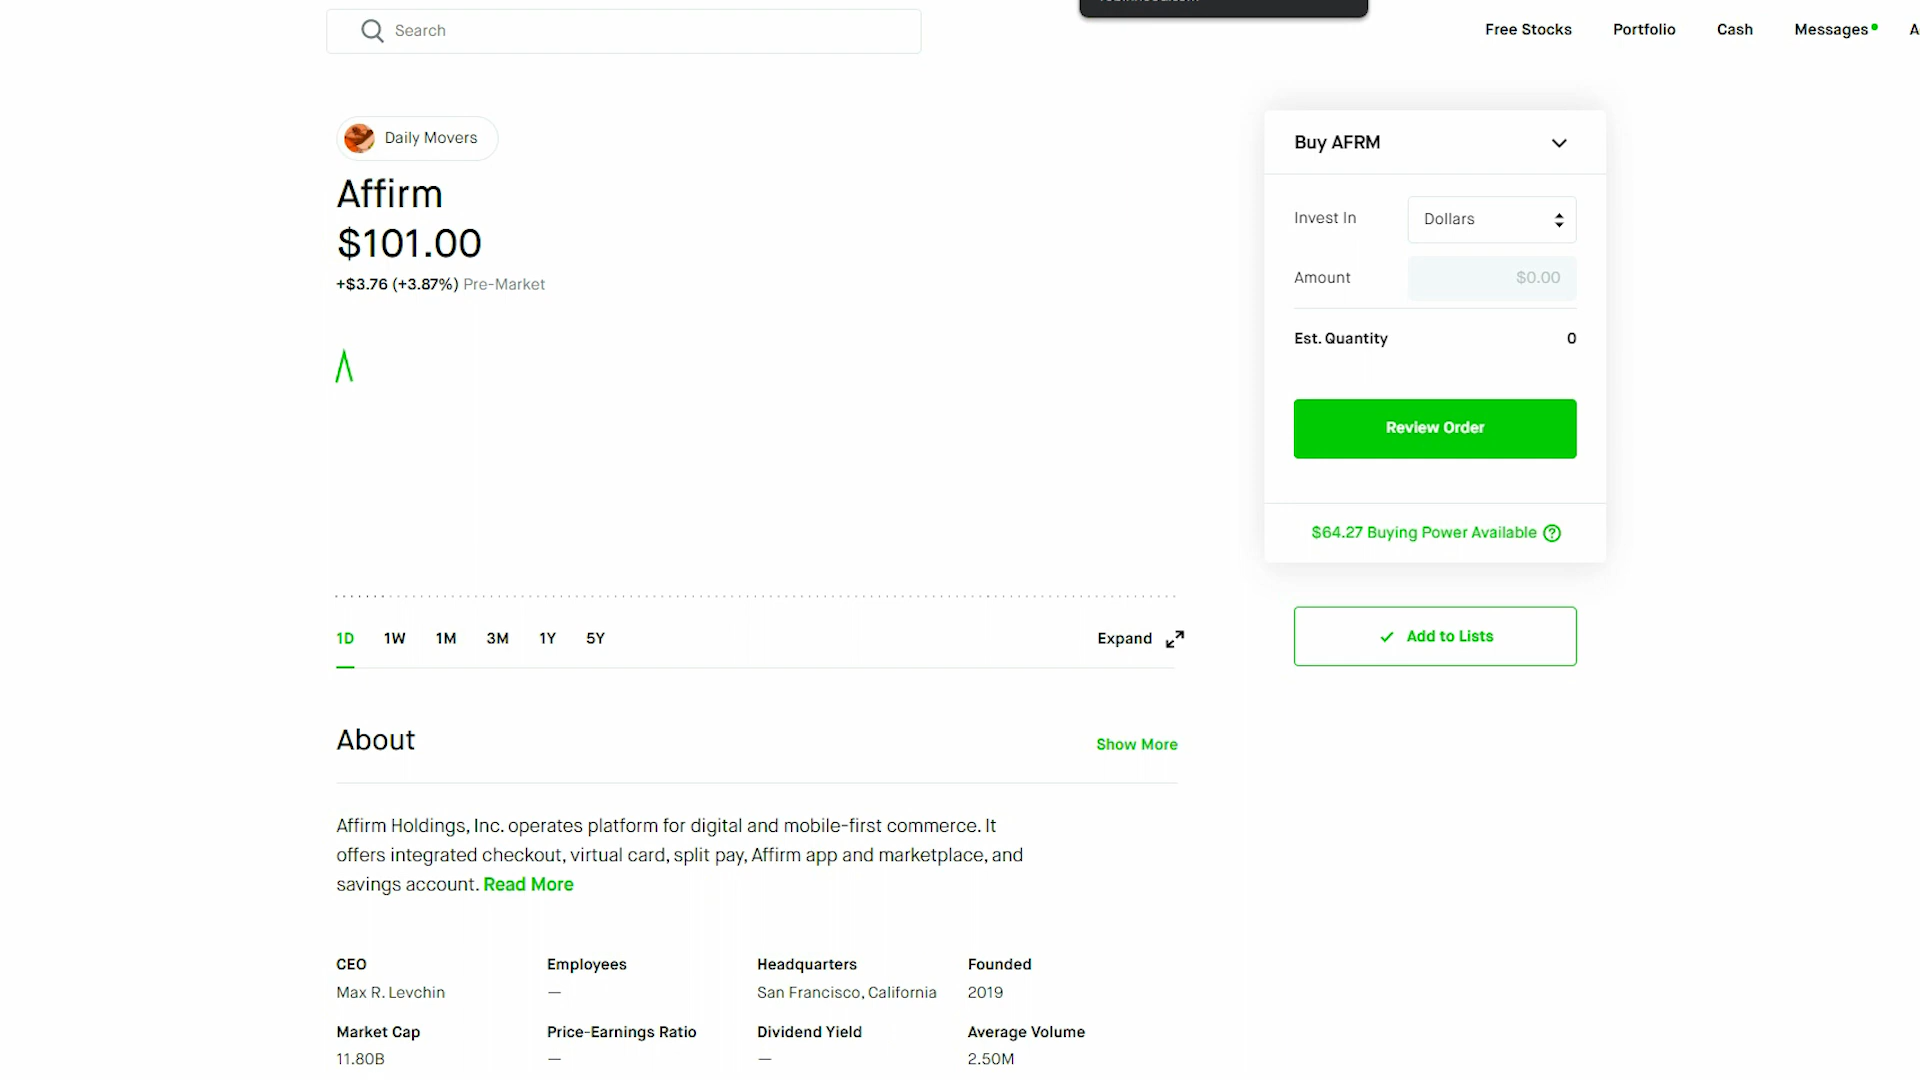 Search
Free Stocks
Portfolio
Cash
Messages
Daily Movers
Affirm
$101.00
+$3.76 (+3.87%) Pre-Market
1D
1W
1M
3M
1Y
5Y
Expand
Buy AFRM
Invest In
Dollars
Amount
$0.00
Est. Quantity
0
Review Order
$64.27 Buying Power Available
Add to Lists
About
Show More
Affirm Holdings, Inc. operates platform for digital and mobile-first commerce. It
offers integrated checkout, virtual card, split pay, Affirm app and marketplace, and
savings account. Read More
CEO
Employees
Headquarters
Founded
Max R. Levchin
—
San Francisco, California
2019
Market Cap
Price-Earnings Ratio
Dividend Yield
Average Volume
11.80B
—
—
2.50M